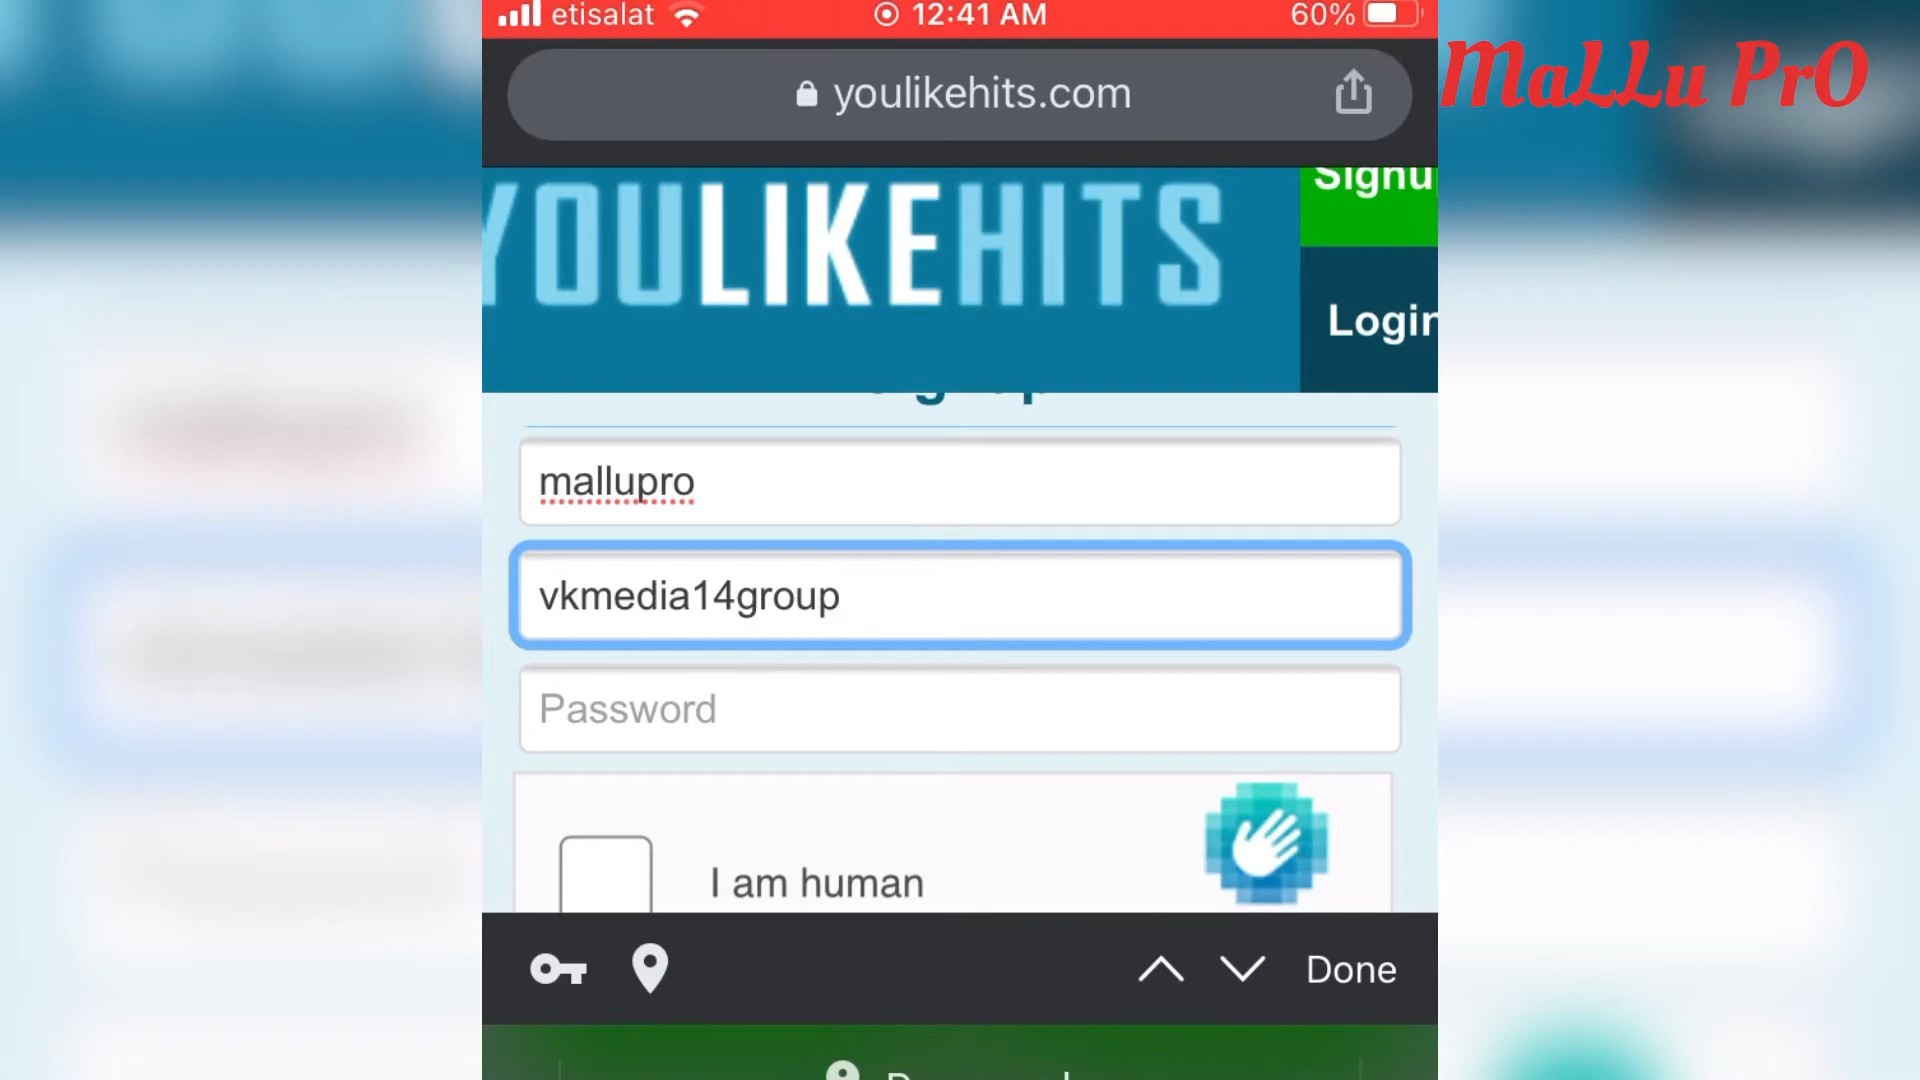 etisalat 12:41 AM 60%
MaLLu PrO
youlikehits.com
YOULIKEHITS
Signu
Login
mallupro
vkmedia14group
Password
I am human
Done